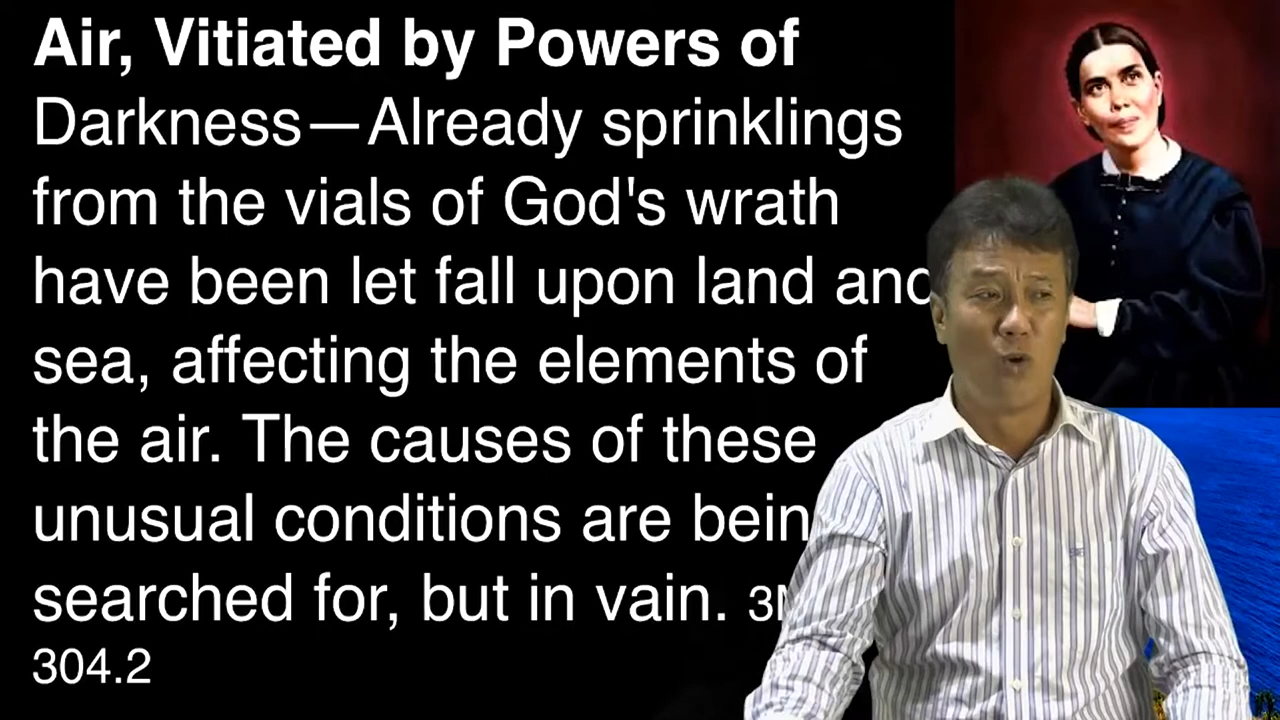 Air, Vitiated by Powers of
Darkness—Already sprinklings
from the vials of God's wrath
have been let fall upon land and
sea, affecting the elements of
the air. The causes of these
unusual conditions are bein
searched for, but in vain. 3
304.2